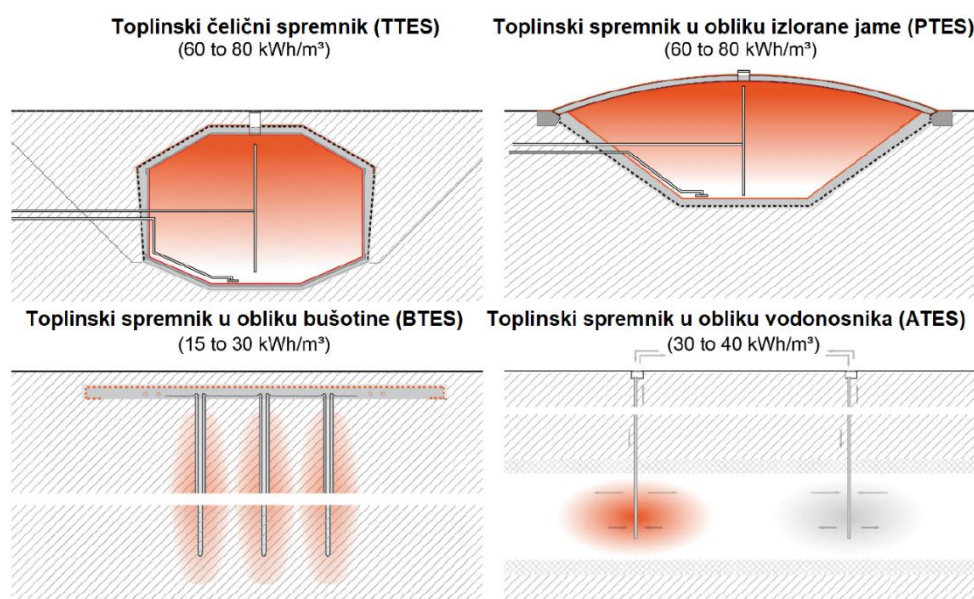 Toplinski čelični spremnik (TTES)
(60 to 80 kWh/m³)
Toplinski spremnik u obliku izlorane jame (PTES)
(60 to 80 kWh/m³)
Toplinski spremnik u obliku bušotine (BTES)
(15 to 30 kWh/m³)
Toplinski spremnik u obliku vodonosnika (ATES)
(30 to 40 kWh/m³)